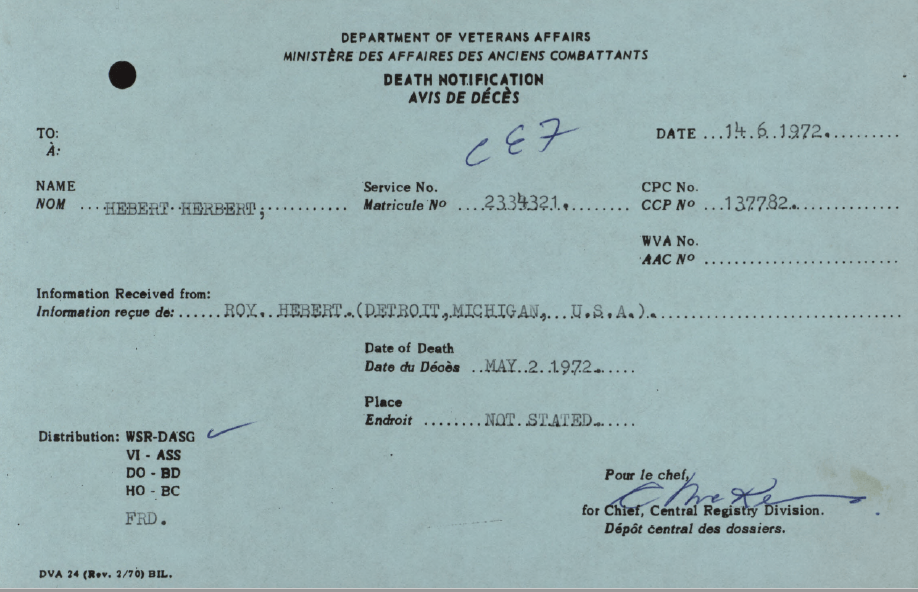 DEPARTMENT OF VETERANS AFFAIRS
MINISTÈRE DES AFFAIRES DES ANCIENS COMBATTANTS
DEATH NOTIFICATION
AVIS DE DÉCÈS
TO:
À:
CEF
DATE ...14.6.1972...........
NAME
NOM ....HEBERT HERBERT;............
Service No.
Matricule No ....2334321.........
CPC No.
CCP No ...137782..............
WVA No.
AAC No ............................
Information Received from:
Information reçue de: ......ROY. HEBERT.(DETROIT,MICHIGAN,.. U.S.A.)...................................
Date of Death
Date du Décès ..MAY.2.1972......
Place
Endroit ........NOT STATED......
Distribution: WSR-DASG
VI - ASS
DO - BD
HO - BC
FRD.
Pour le chef,
for Chief, Central Registry Division.
Dépôt central des dossiers.
DVA 24 (Rev. 2/70) BIL.